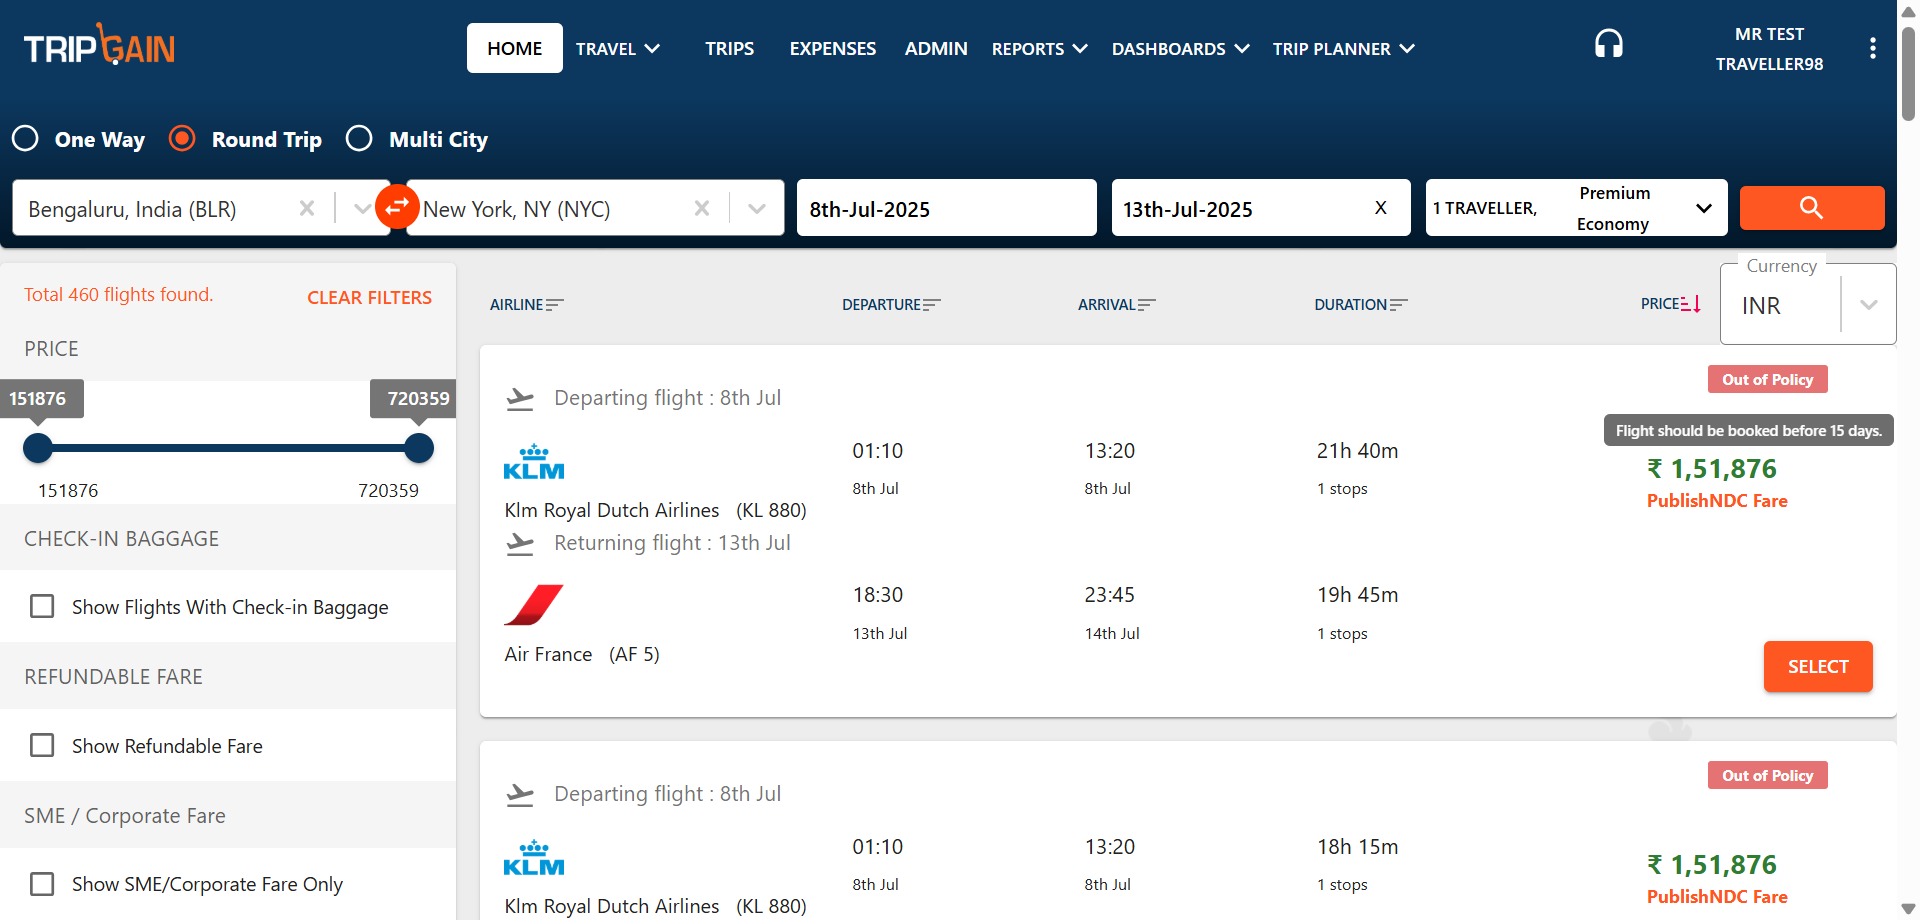 TRIPGAIN
HOME
TRAVEL
TRIPS
EXPENSES
ADMIN
REPORTS
DASHBOARDS
TRIP PLANNER
MR TEST
TRAVELLER98
One Way
Round Trip
Multi City
Bengaluru, India (BLR)
New York, NY (NYC)
8th-Jul-2025
13th-Jul-2025
X
1 TRAVELLER,
Premium
Economy
Total 460 flights found.
CLEAR FILTERS
PRICE
151876
720359
151876
720359
CHECK-IN BAGGAGE
Show Flights With Check-in Baggage
REFUNDABLE FARE
Show Refundable Fare
SME / Corporate Fare
Show SME/Corporate Fare Only
AIRLINE
DEPARTURE
ARRIVAL
DURATION
PRICE
Currency
INR
Out of Policy
Departing flight : 8th Jul
Flight should be booked before 15 days.
KLM
01:10
13:20
21h 40m
8th Jul
8th Jul
1 stops
₹ 1,51,876
PublishNDC Fare
Klm Royal Dutch Airlines (KL 880)
Returning flight : 13th Jul
18:30
23:45
19h 45m
13th Jul
14th Jul
1 stops
Air France (AF 5)
SELECT
Out of Policy
Departing flight : 8th Jul
KLM
01:10
13:20
18h 15m
8th Jul
8th Jul
1 stops
₹ 1,51,876
PublishNDC Fare
Klm Royal Dutch Airlines (KL 880)